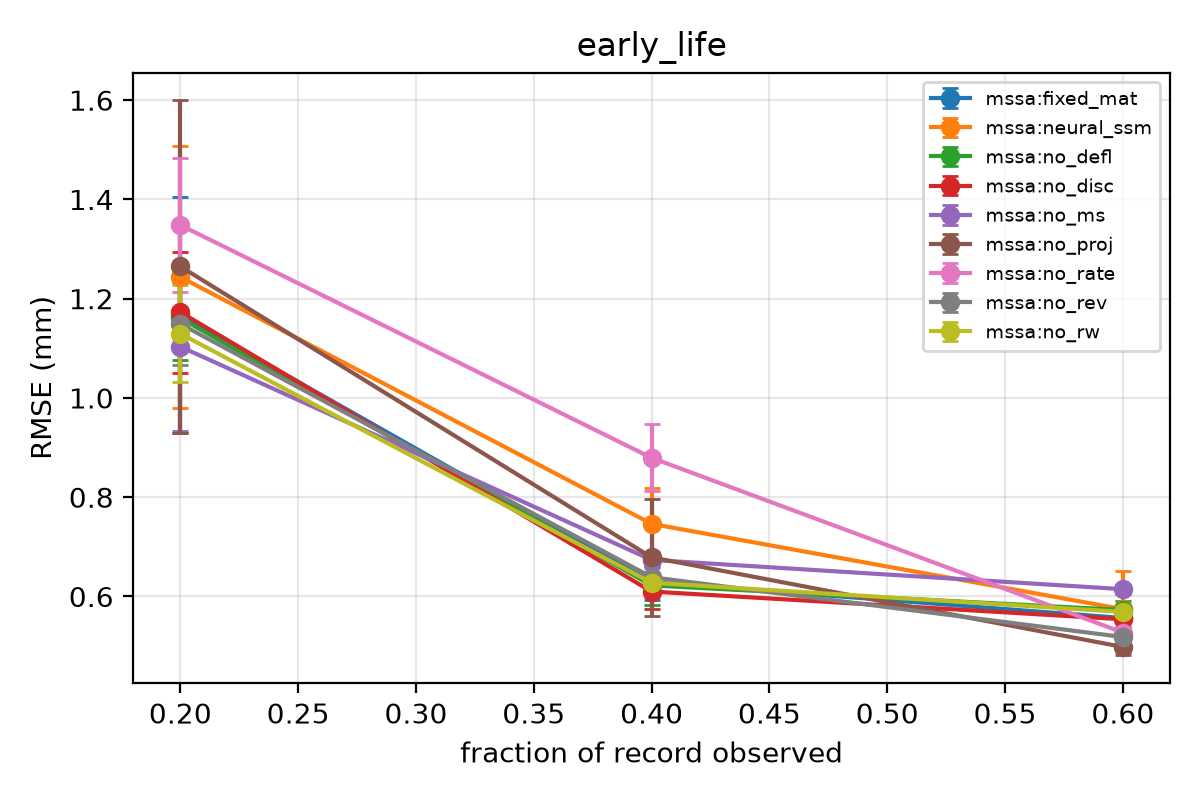 early_life
RMSE (mm)
1.6
1.4
1.2
1.0
0.8
0.6
mssa:fixed_mat
mssa:neural_ssm
mssa:no_defl
mssa:no_disc
mssa:no_ms
mssa:no_proj
mssa:no_rate
mssa:no_rev
mssa:no_rw
0.20 0.25 0.30 0.35 0.40 0.45 0.50 0.55 0.60
fraction of record observed